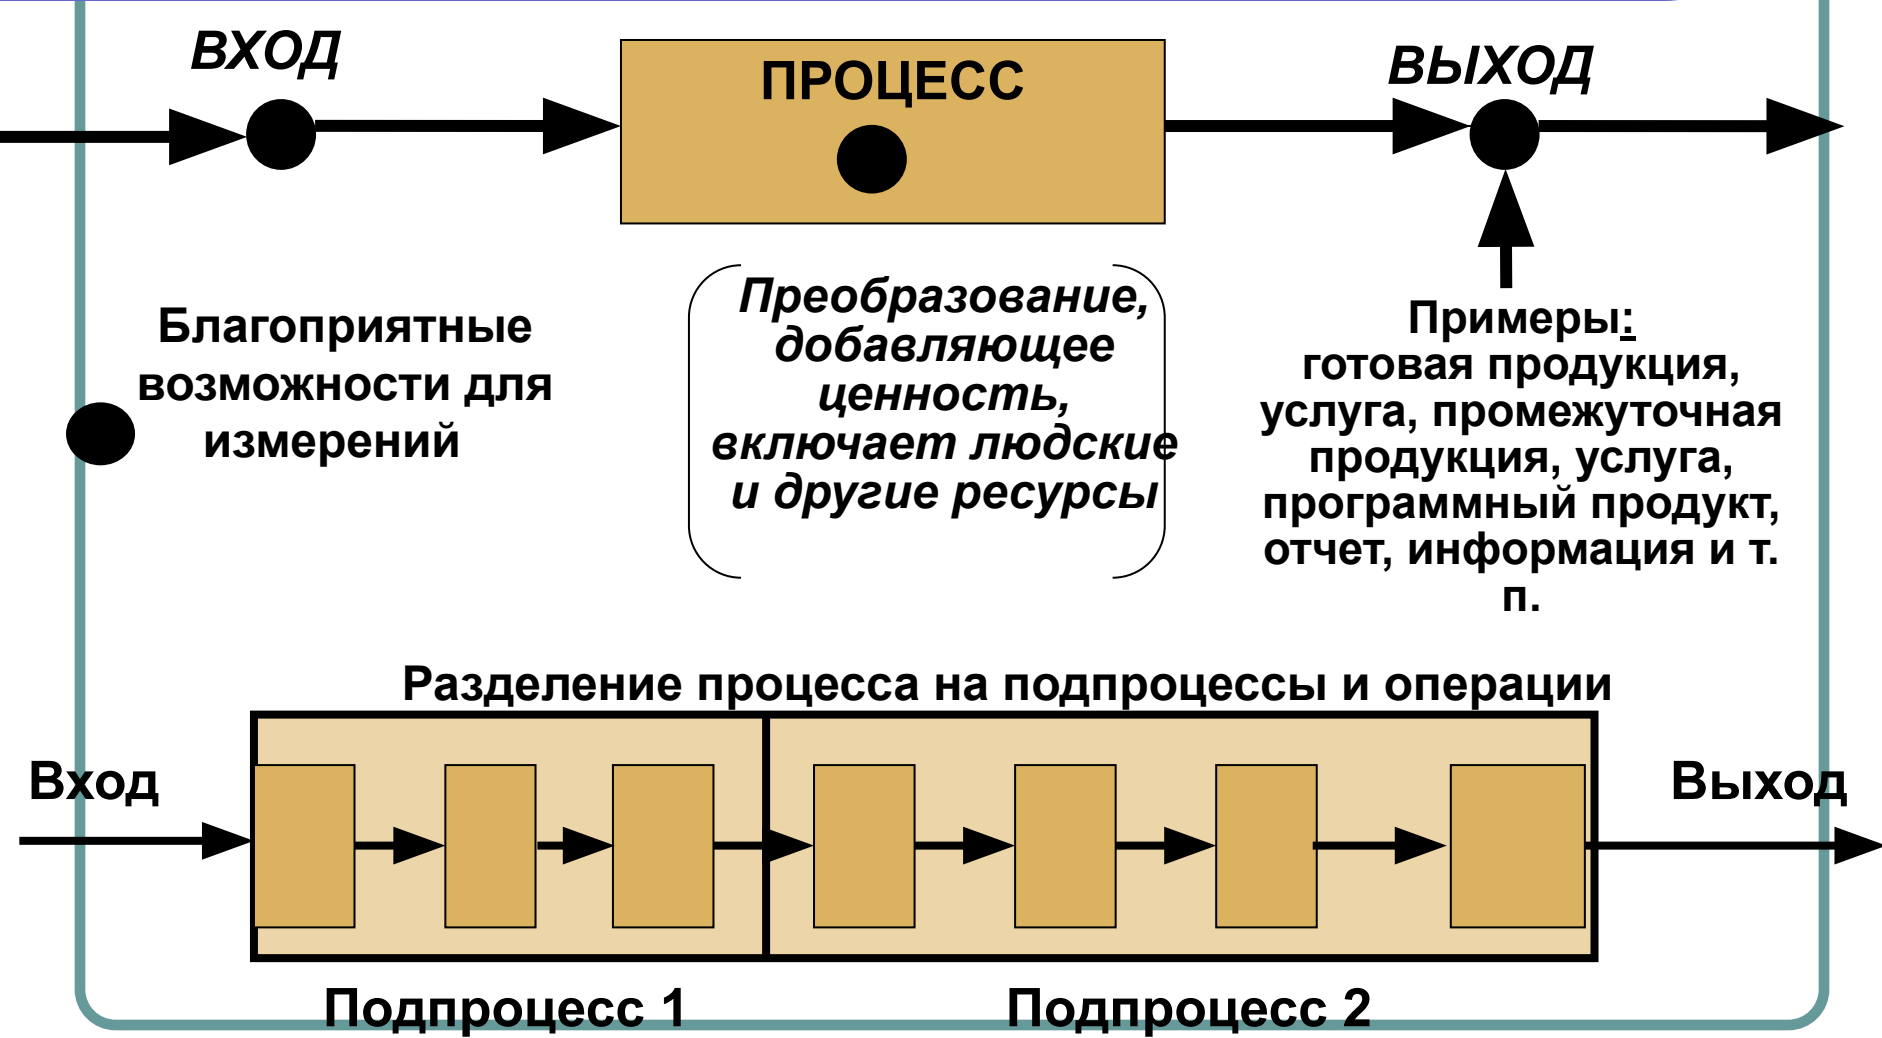 ВХОД
ПРОЦЕСС
ВЫХОД
Благоприятные
возможности для
измерений
Преобразование,
добавляющее
ценность,
включает людские
и другие ресурсы
Примеры:
готовая продукция,
услуга, промежуточная
продукция, услуга,
программный продукт,
отчет, информация и т.
п.
Разделение процесса на подпроцессы и операции
Вход
Выход
Подпроцесс 1
Подпроцесс 2